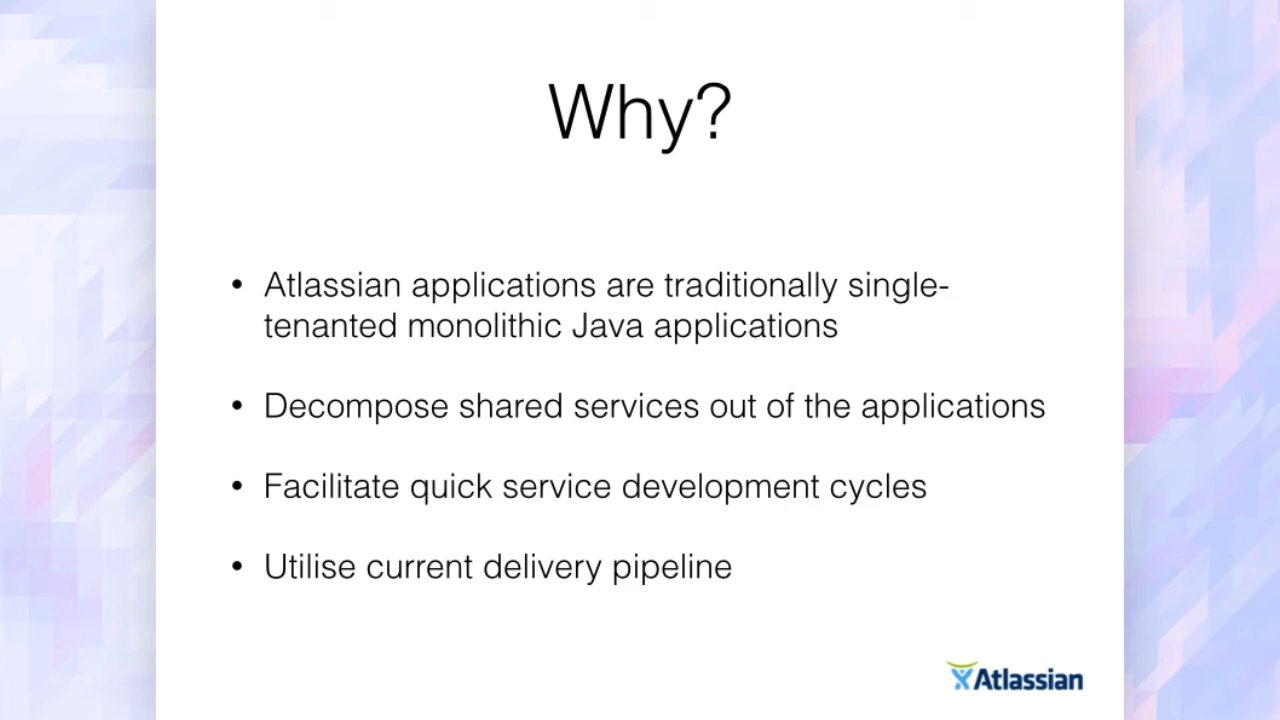 Why?
• Atlassian applications are traditionally single-
tenanted monolithic Java applications
• Decompose shared services out of the applications
• Facilitate quick service development cycles
• Utilise current delivery pipeline
Atlassian